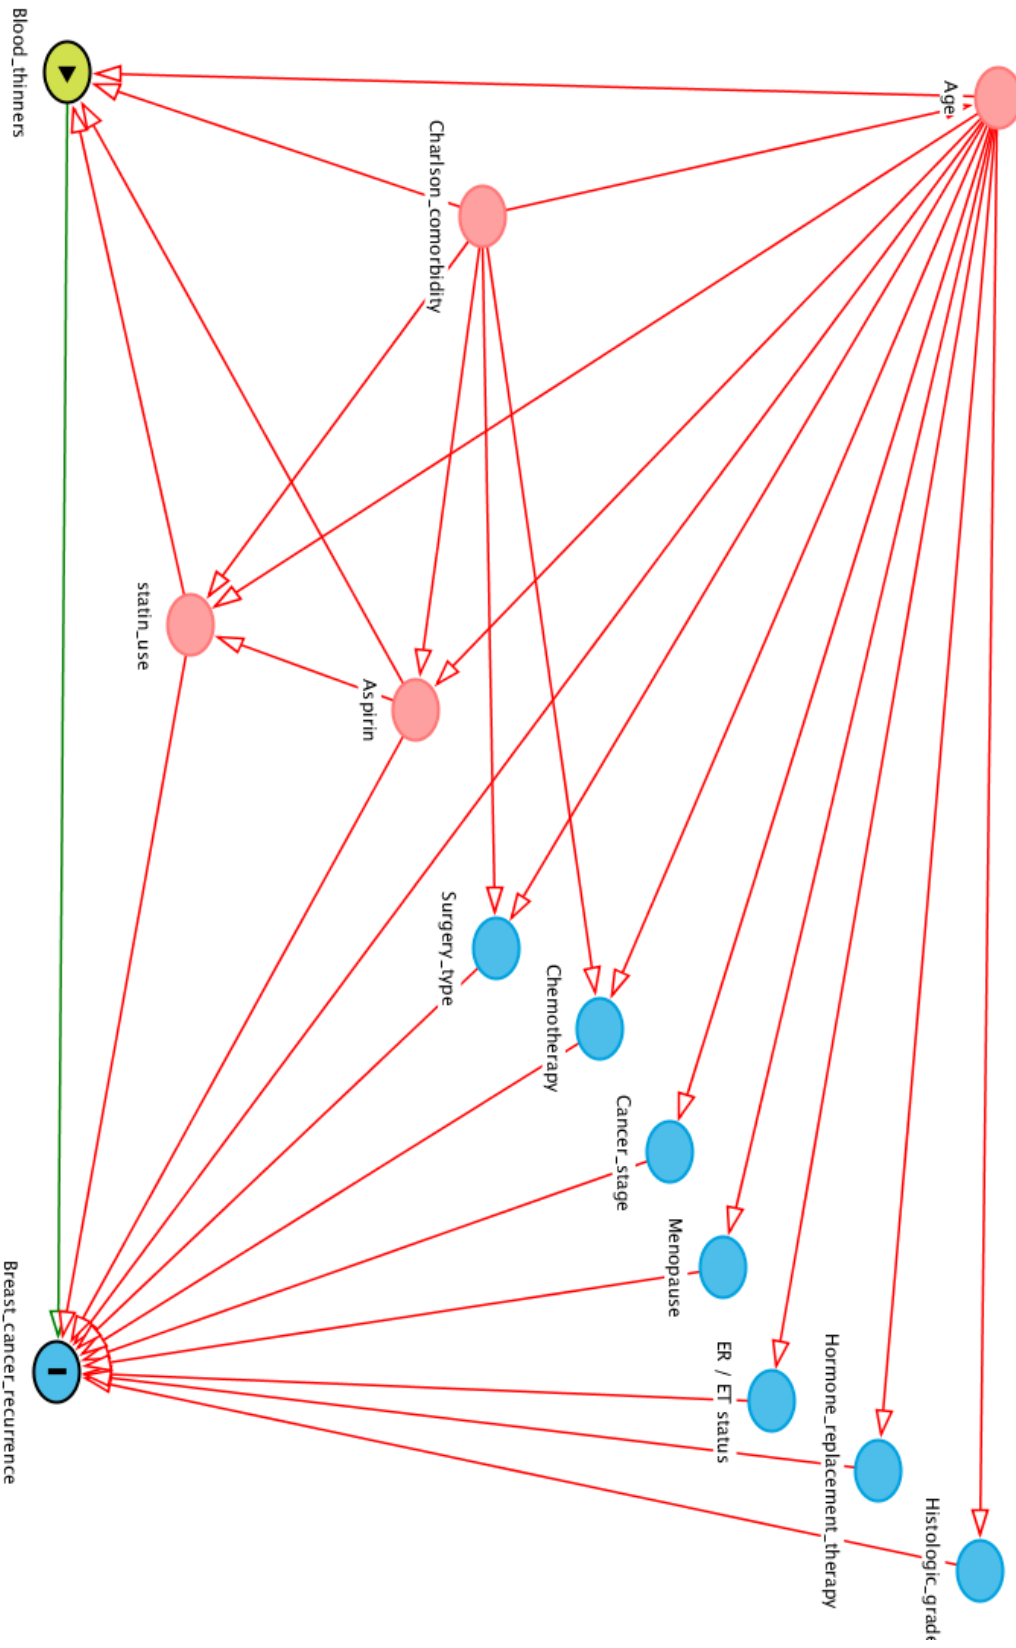 Blood_thinners
Age
Charlson_comorbidity
statin_use
Aspirin
Surgery_type
Chemotherapy
Cancer_stage
Menopause
ER / ET status
Hormone_replacement_therapy
Histologic_grade
Breast_cancer_recurrence